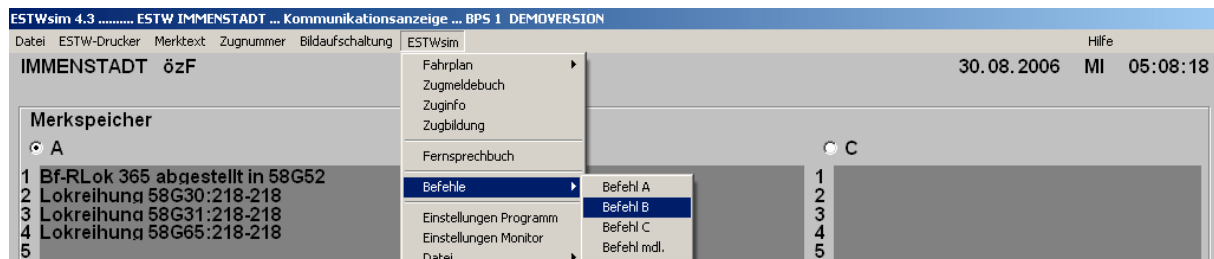 ESTWsim 4.3 ......... ESTW IMMENSTADT ... Kommunikationsanzeige ... BPS 1 DEMOVERSION
Datei ESTW-Drucker Merktext Zugnummer Bildaufschaltung ESTWsim Hilfe
IMMENSTADT özF 30.08.2006 MI 05:08:18
Fahrplan
Zugmeldebuch
Zuginfo
Zugbildung
Fernsprechbuch
Befehle
Einstellungen Programm
Einstellungen Monitor
Datei
Befehl A
Befehl B
Befehl C
Befehl mdl.
Merkspeicher
A
1 Bf-RLok 365 abgestellt in 58G52
2 Lokreihung 58G30:218-218
3 Lokreihung 58G31:218-218
4 Lokreihung 58G65:218-218
5
C
1
2
3
4
5